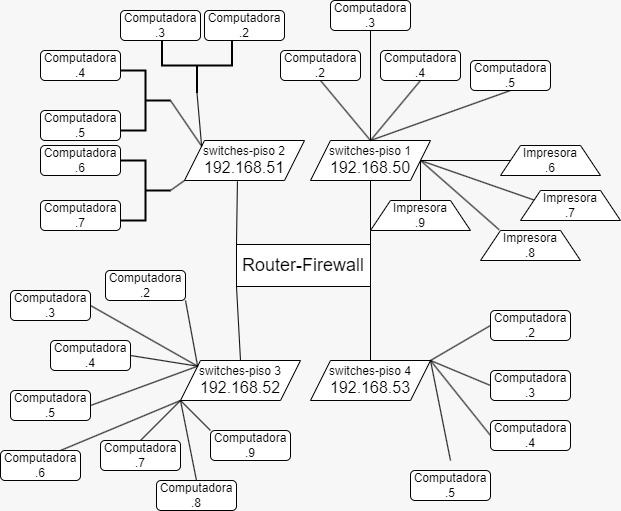 Computadora
.3
Computadora
.2
Computadora
.3
Computadora
.4
Computadora
.5
Computadora
.6
Computadora
.7
switches-piso 2
192.168.51
Computadora
.2
Computadora
.4
Computadora
.5
switches-piso 1
192.168.50
Impresora
.6
Impresora
.7
Impresora
.8
Impresora
.9
Router-Firewall
Computadora
.2
Computadora
.3
Computadora
.4
Computadora
.5
switches-piso 3
192.168.52
Computadora
.6
Computadora
.7
Computadora
.8
Computadora
.9
switches-piso 4
192.168.53
Computadora
.2
Computadora
.3
Computadora
.4
Computadora
.5